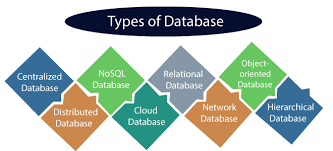 Types of Database
Centralized
Database
Distributed
Database
NoSQL
Database
Cloud
Database
Relational
Database
Network
Database
Object-
oriented
Database
Hierarchical
Database